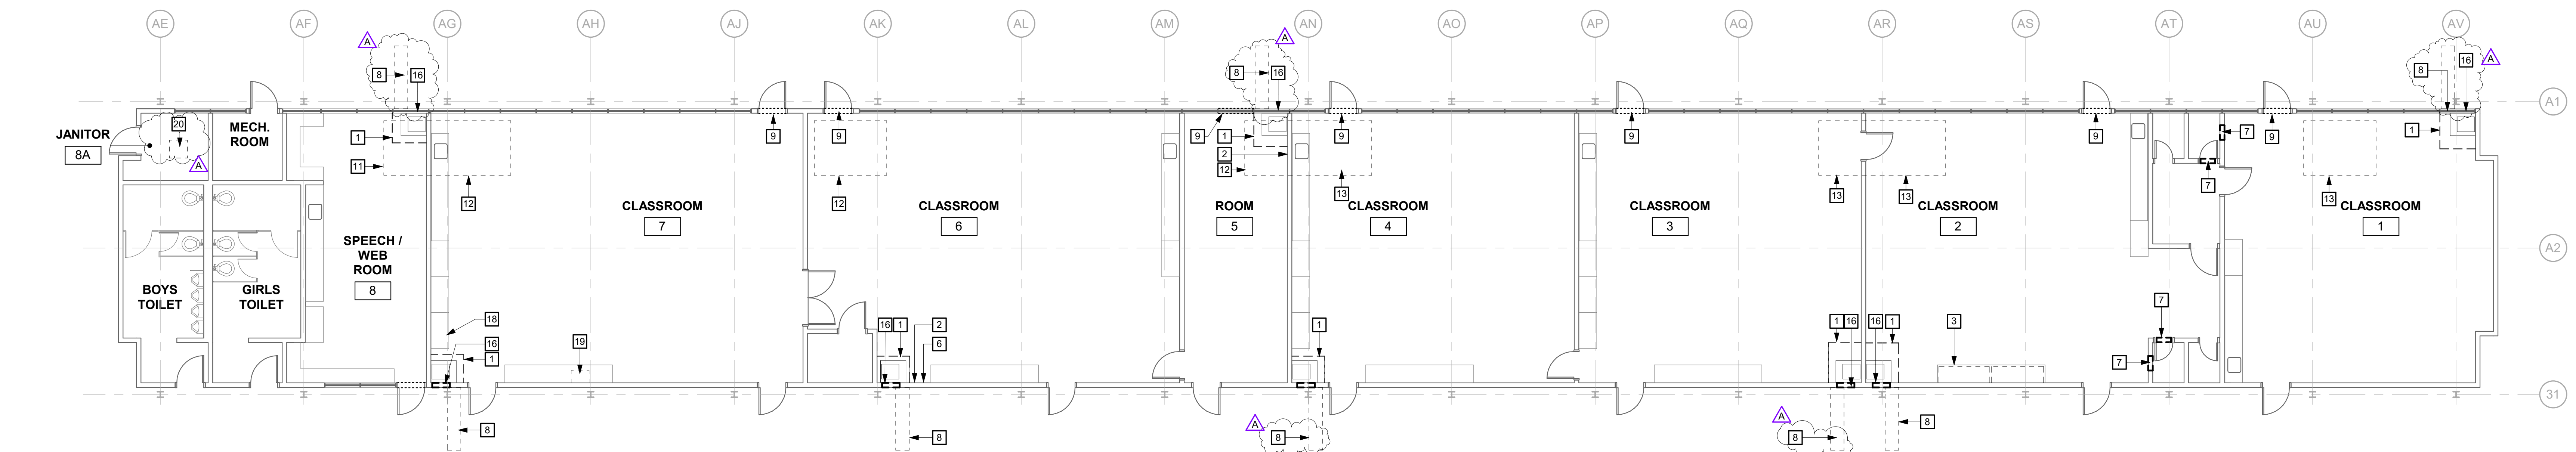 AE AF AG AH AJ AK AL AM AN AO AP AQ AR AS AT AU AV
A A A
8 16 8 16 8 16
A1
20
JANITOR
8A
MECH.
ROOM
A
1 9 9 9 1 9 9 9 7 9 1
11 2
12 7
12 12 13 13 13 7 13
CLASSROOM
7
CLASSROOM
6
ROOM
5
CLASSROOM
4
CLASSROOM
3
CLASSROOM
2
CLASSROOM
1
SPEECH /
WEB
ROOM
8
A2
BOYS
TOILET
GIRLS
TOILET
18 16 1 2 1 1 16 16 1 3 7
16 19 6
1 7
31
8 8 A 8 A 8 8